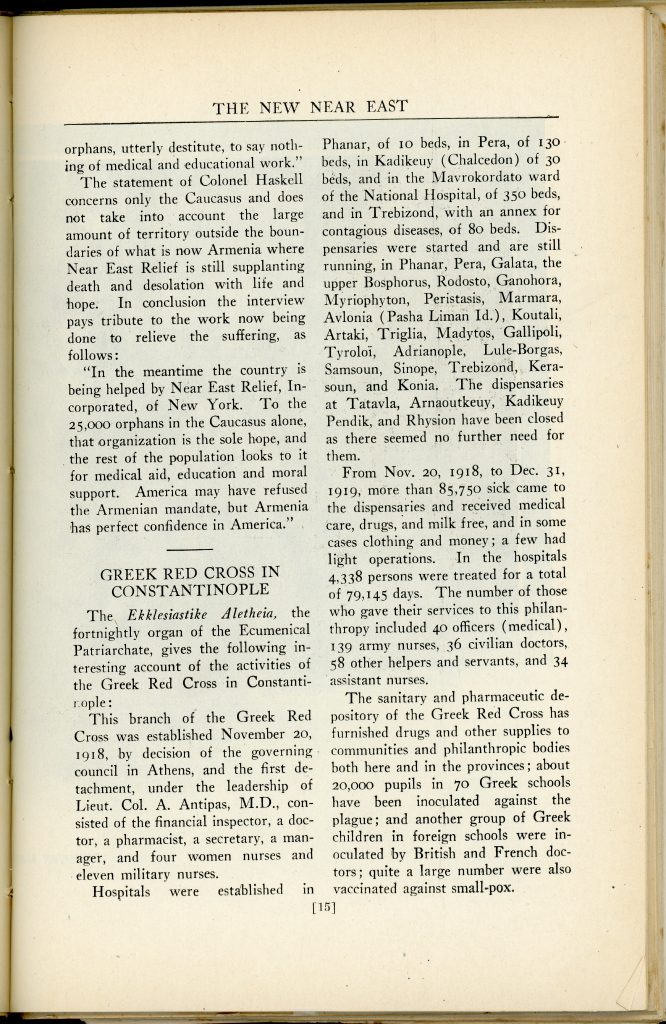 THE NEW NEAR EAST
orphans, utterly destitute, to say noth-
ing of medical and educational work."
The statement of Colonel Haskell
concerns only the Caucasus and does
not take into account the large
amount of territory outside the boun-
daries of what is now Armenia where
Near East Relief is still supplanting
death and desolation with life and
hope. In conclusion the interview
pays tribute to the work now being
done to relieve the suffering, as
follows:
"In the meantime the country is
being helped by Near East Relief, In-
corporated, of New York. To the
25,000 orphans in the Caucasus alone,
that organization is the sole hope, and
the rest of the population looks to it
for medical aid, education and moral
support. America may have refused
the Armenian mandate, but Armenia
has perfect confidence in America."
GREEK RED CROSS IN
CONSTANTINOPLE
The Ekklesiastike Aletheia, the
fortnightly organ of the Ecumenical
Patriarchate, gives the following in-
teresting account of the activities of
the Greek Red Cross in Constanti-
nople:
This branch of the Greek Red
Cross was established November 20,
1918, by decision of the governing
council in Athens, and the first de-
tachment, under the leadership of
Lieut. Col. A. Antipas, M.D., con-
sisted of the financial inspector, a doc-
tor, a pharmacist, a secretary, a man-
ager, and four women nurses and
eleven military nurses.
Hospitals were established in
Phanar, of 10 beds, in Pera, of 130
beds, in Kadikeuy (Chalcedon) of 30
beds, and in the Mavrokordato ward
of the National Hospital, of 350 beds,
and in Trebizond, with an annex for
contagious diseases, of 80 beds. Dis-
pensaries were started and are still
running, in Phanar, Pera, Galata, the
upper Bosphorus, Rodosto, Ganohora,
Myriophyton, Peristasis, Marmara,
Avlonia (Pasha Liman Id.), Koutali,
Artaki, Triglia, Madytos, Gallipoli,
Tyroloï, Adrianople, Lule-Borgas,
Samsoun, Sinope, Trebizond, Kera-
soun, and Konia. The dispensaries
at Tatavla, Arnaoutkeuy, Kadikeuy
Pendik, and Rhysion have been closed
as there seemed no further need for
them.
From Nov. 20, 1918, to Dec. 31,
1919, more than 85,750 sick came to
the dispensaries and received medical
care, drugs, and milk free, and in some
cases clothing and money; a few had
light operations. In the hospitals
4,338 persons were treated for a total
of 79,145 days. The number of those
who gave their services to this philan-
thropy included 40 officers (medical),
139 army nurses, 36 civilian doctors,
58 other helpers and servants, and 34
assistant nurses.
The sanitary and pharmaceutic de-
pository of the Greek Red Cross has
furnished drugs and other supplies to
communities and philanthropic bodies
both here and in the provinces; about
20,000 pupils in 70 Greek schools
have been inoculated against the
plague; and another group of Greek
children in foreign schools were in-
oculated by British and French doc-
tors; quite a large number were also
vaccinated against small-pox.
[15]